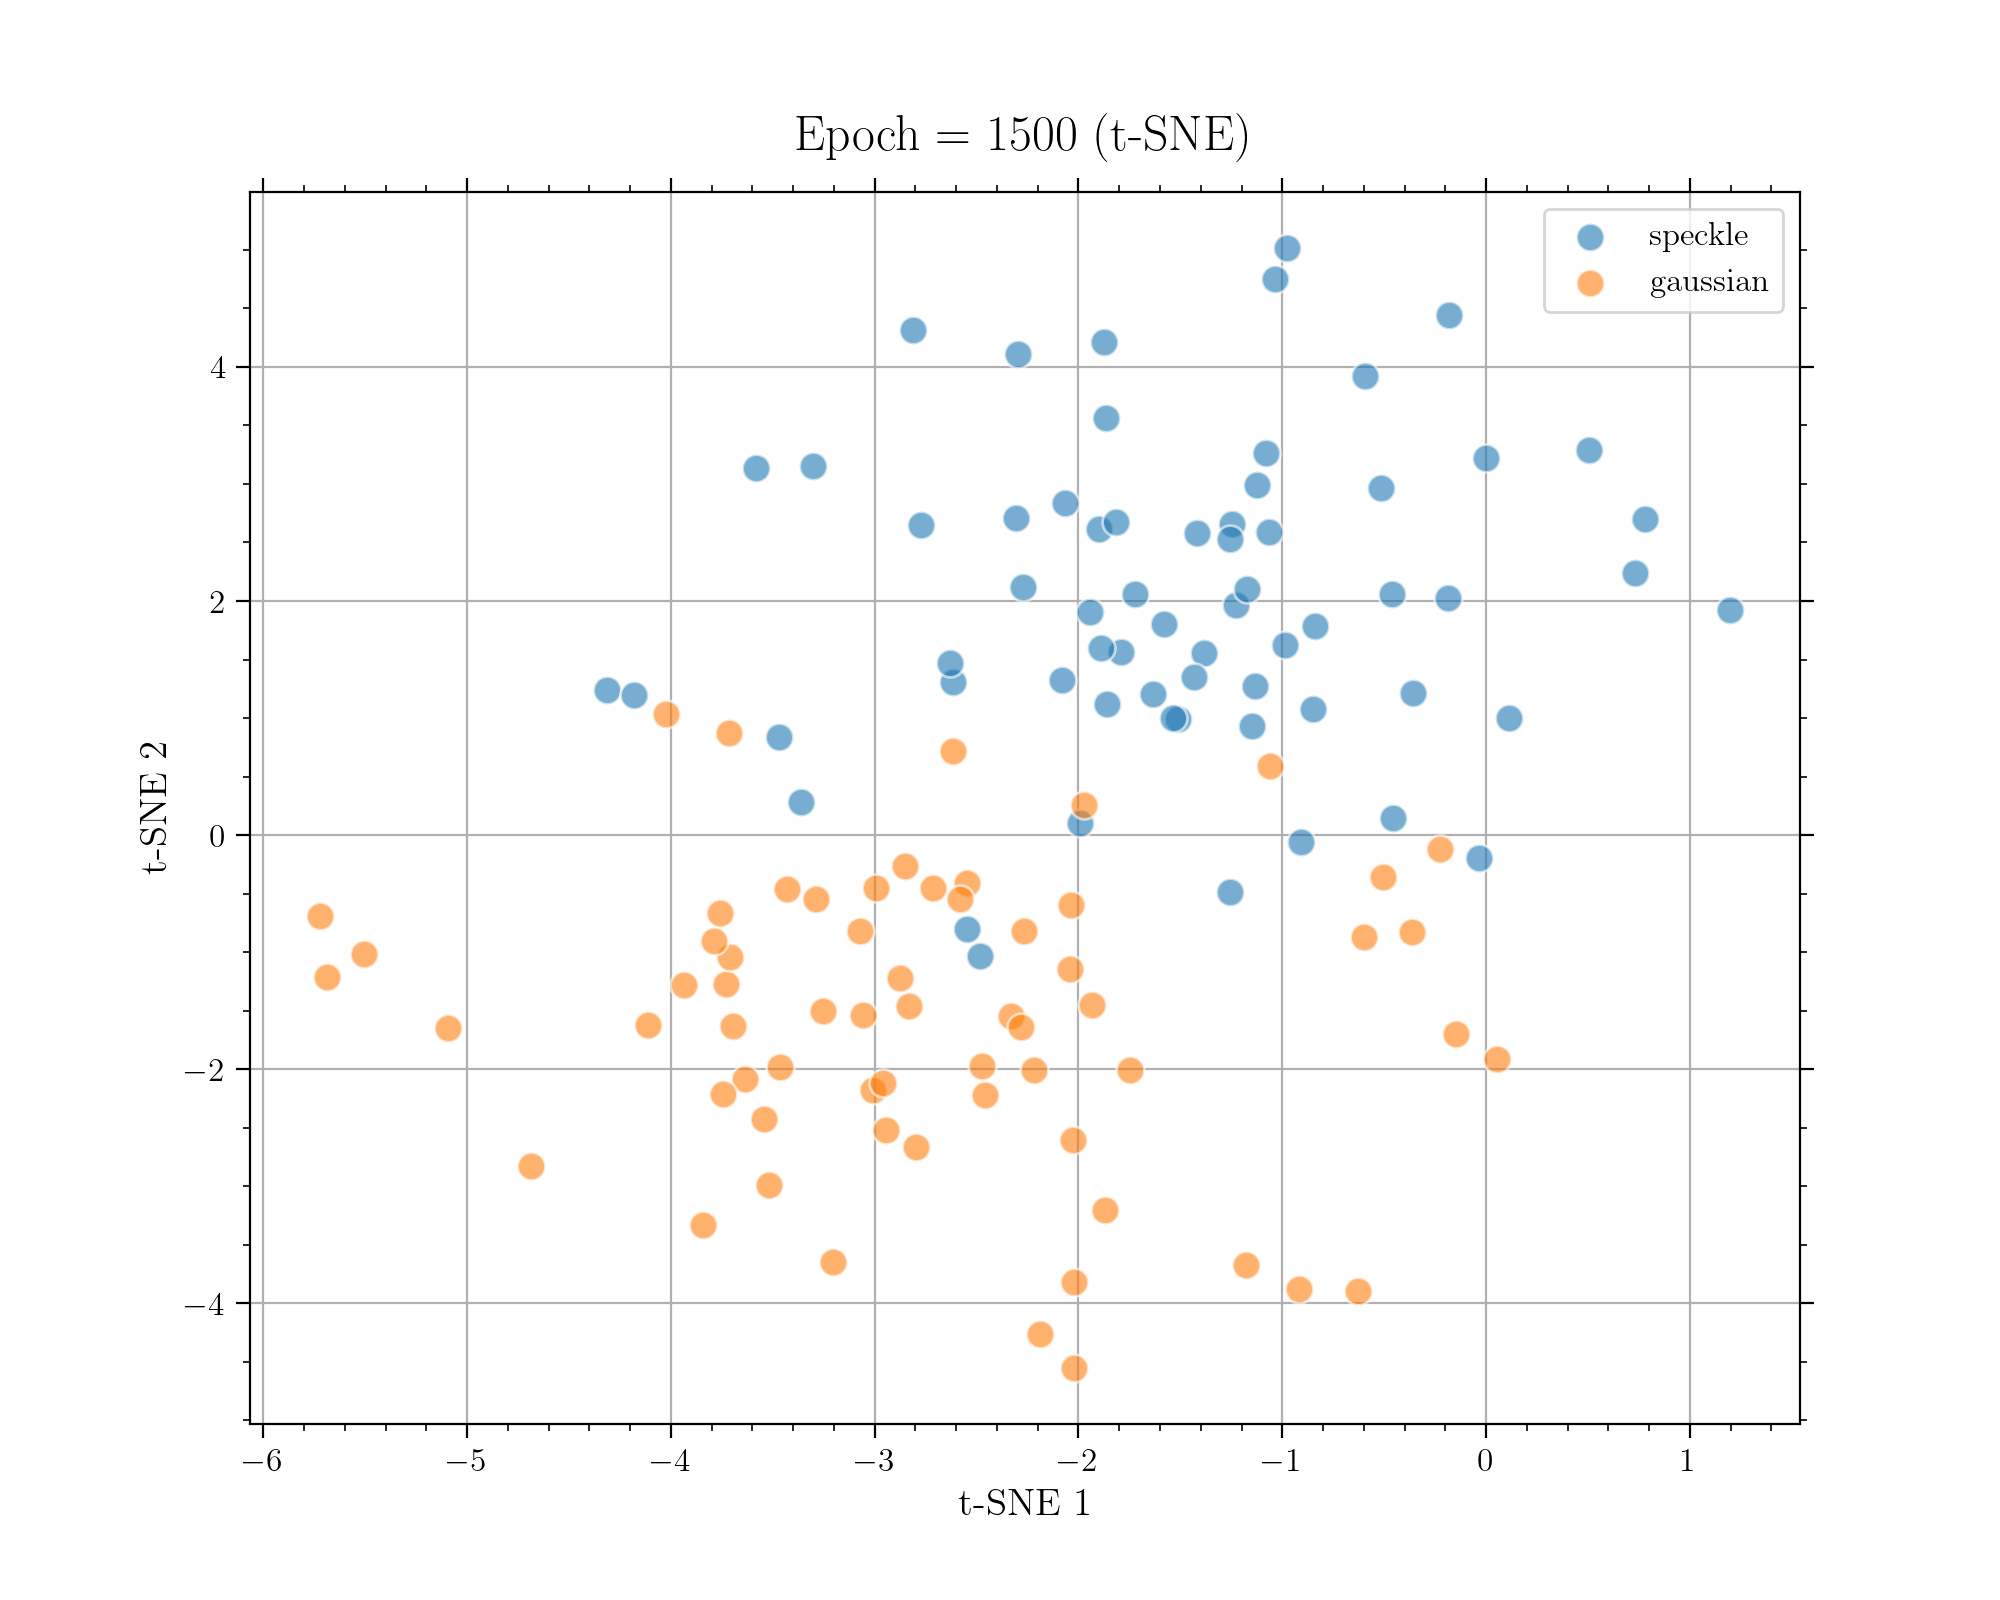 Epoch = 1500 (t-SNE)
speckle
gaussian
4
2
0
−2
−4
t-SNE 2
−6 −5 −4 −3 −2 −1 0 1
t-SNE 1